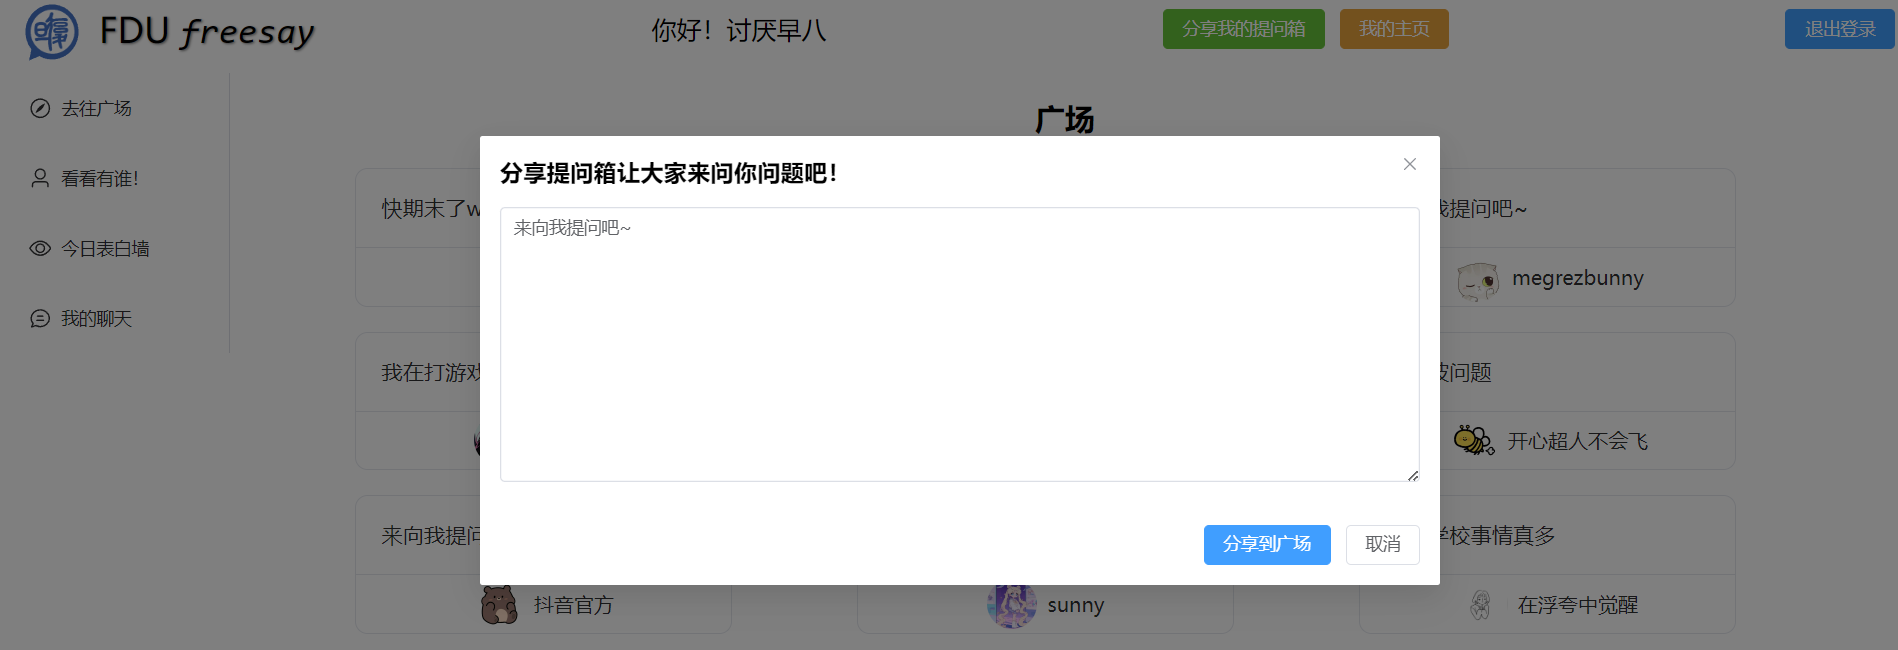 FDU freesay
你好！讨厌早八
分享我的提问箱
我的主页
退出登录
去往广场
看看有谁！
今日表白墙
我的聊天
广场
分享提问箱让大家来问你问题吧！
来向我提问吧~
分享到广场
取消
快期末了w
我提问吧~
megrezbunny
我在打游戏
问题
开心超人不会飞
来向我提问
学校事情真多
抖音官方
sunny
在浮夸中觉醒